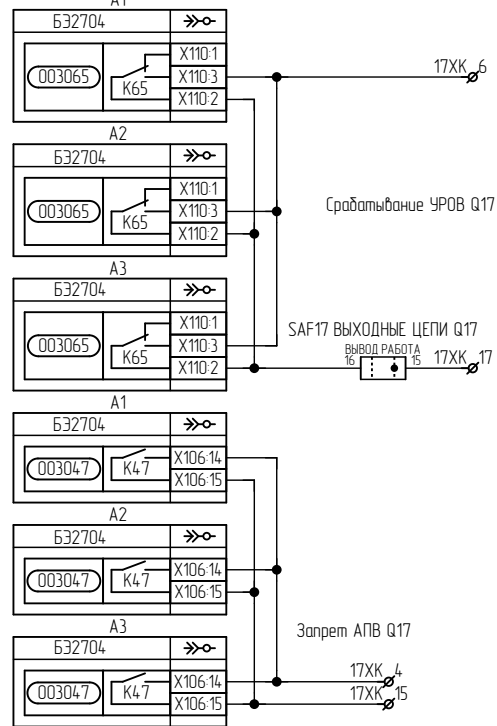 A1
БЭ2704
003065
K65
X110:1
X110:3
X110:2
17XK 6
A2
БЭ2704
003065
K65
X110:1
X110:3
X110:2
Срабатывание УРОВ Q17
A3
БЭ2704
003065
K65
X110:1
X110:3
X110:2
SAF17 ВЫХОДНЫЕ ЦЕПИ Q17
ВЫВОД РАБОТА
16 15
17XK 17
A1
БЭ2704
003047
K47
X106:14
X106:15
A2
БЭ2704
003047
K47
X106:14
X106:15
Запрет АПВ Q17
A3
БЭ2704
003047
K47
X106:14
X106:15
17XK 4
17XK 15